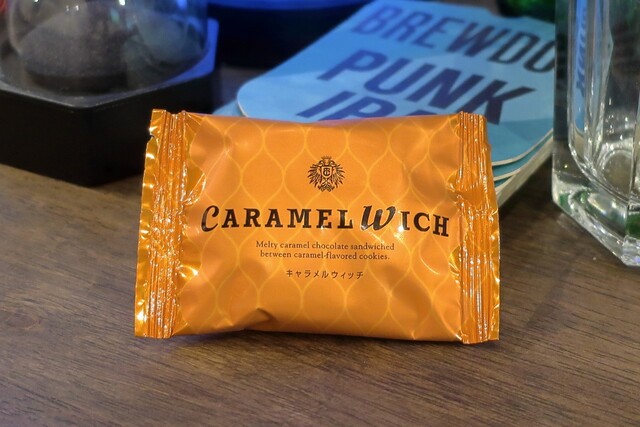 BREWDO
PUNK
IPA
CARAMEL WICH
Melty caramel chocolate sandwiched
between caramel-flavored cookies.
キャラメルウィッチ